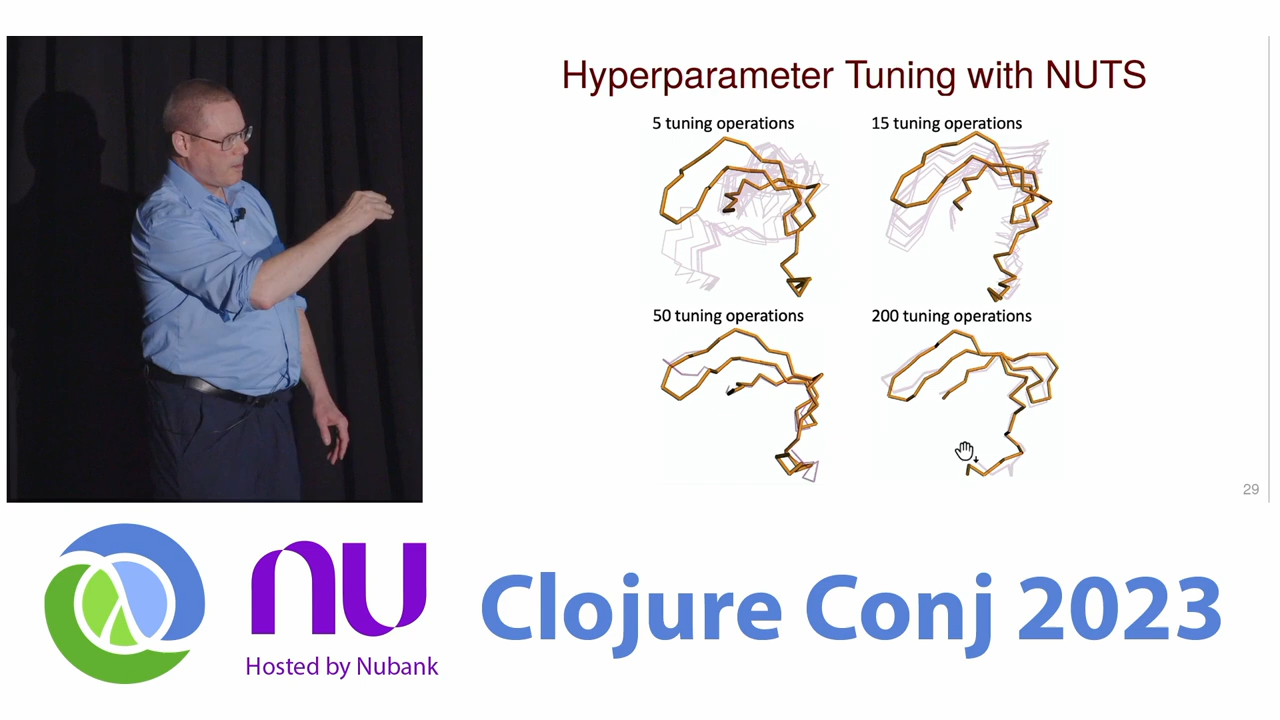 Hyperparameter Tuning with NUTS
5 tuning operations
15 tuning operations
50 tuning operations
200 tuning operations
29
nu
Hosted by Nubank
Clojure Conj 2023